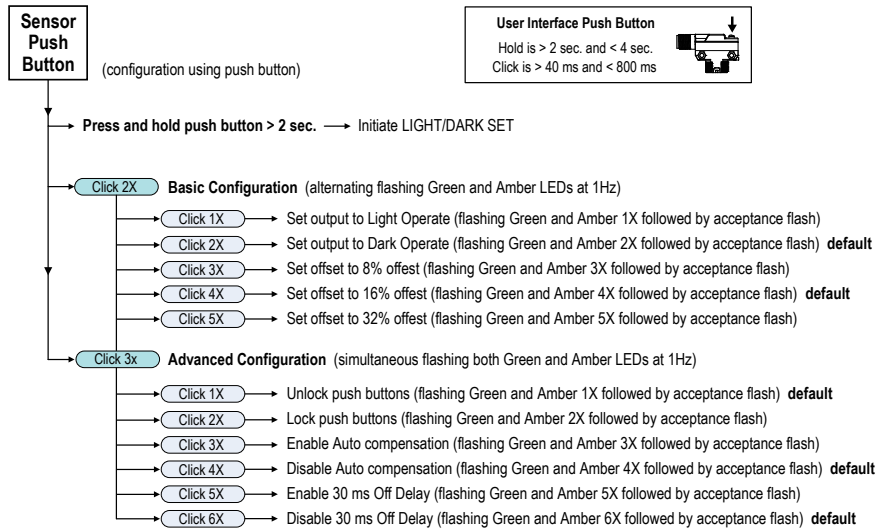 Sensor
Push
Button
(configuration using push button)
User Interface Push Button
Hold is > 2 sec. and < 4 sec.
Click is > 40 ms and < 800 ms
Press and hold push button > 2 sec. Initiate LIGHT/DARK SET
Click 2X Basic Configuration (alternating flashing Green and Amber LEDs at 1Hz)
Click 1X Set output to Light Operate (flashing Green and Amber 1X followed by acceptance flash)
Click 2X Set output to Dark Operate (flashing Green and Amber 2X followed by acceptance flash) default
Click 3X Set offset to 8% offest (flashing Green and Amber 3X followed by acceptance flash)
Click 4X Set offset to 16% offest (flashing Green and Amber 4X followed by acceptance flash) default
Click 5X Set offset to 32% offest (flashing Green and Amber 5X followed by acceptance flash)
Click 3x Advanced Configuration (simultaneous flashing both Green and Amber LEDs at 1Hz)
Click 1X Unlock push buttons (flashing Green and Amber 1X followed by acceptance flash) default
Click 2X Lock push buttons (flashing Green and Amber 2X followed by acceptance flash)
Click 3X Enable Auto compensation (flashing Green and Amber 3X followed by acceptance flash)
Click 4X Disable Auto compensation (flashing Green and Amber 4X followed by acceptance flash) default
Click 5X Enable 30 ms Off Delay (flashing Green and Amber 5X followed by acceptance flash)
Click 6X Disable 30 ms Off Delay (flashing Green and Amber 6X followed by acceptance flash) default